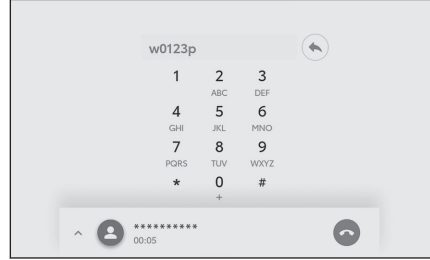 w0123p
1 2 3
ABC DEF
4 5 6
GHI JKL MNO
7 8 9
PQRS TUV WXYZ
* 0 #
+
**********
00:05